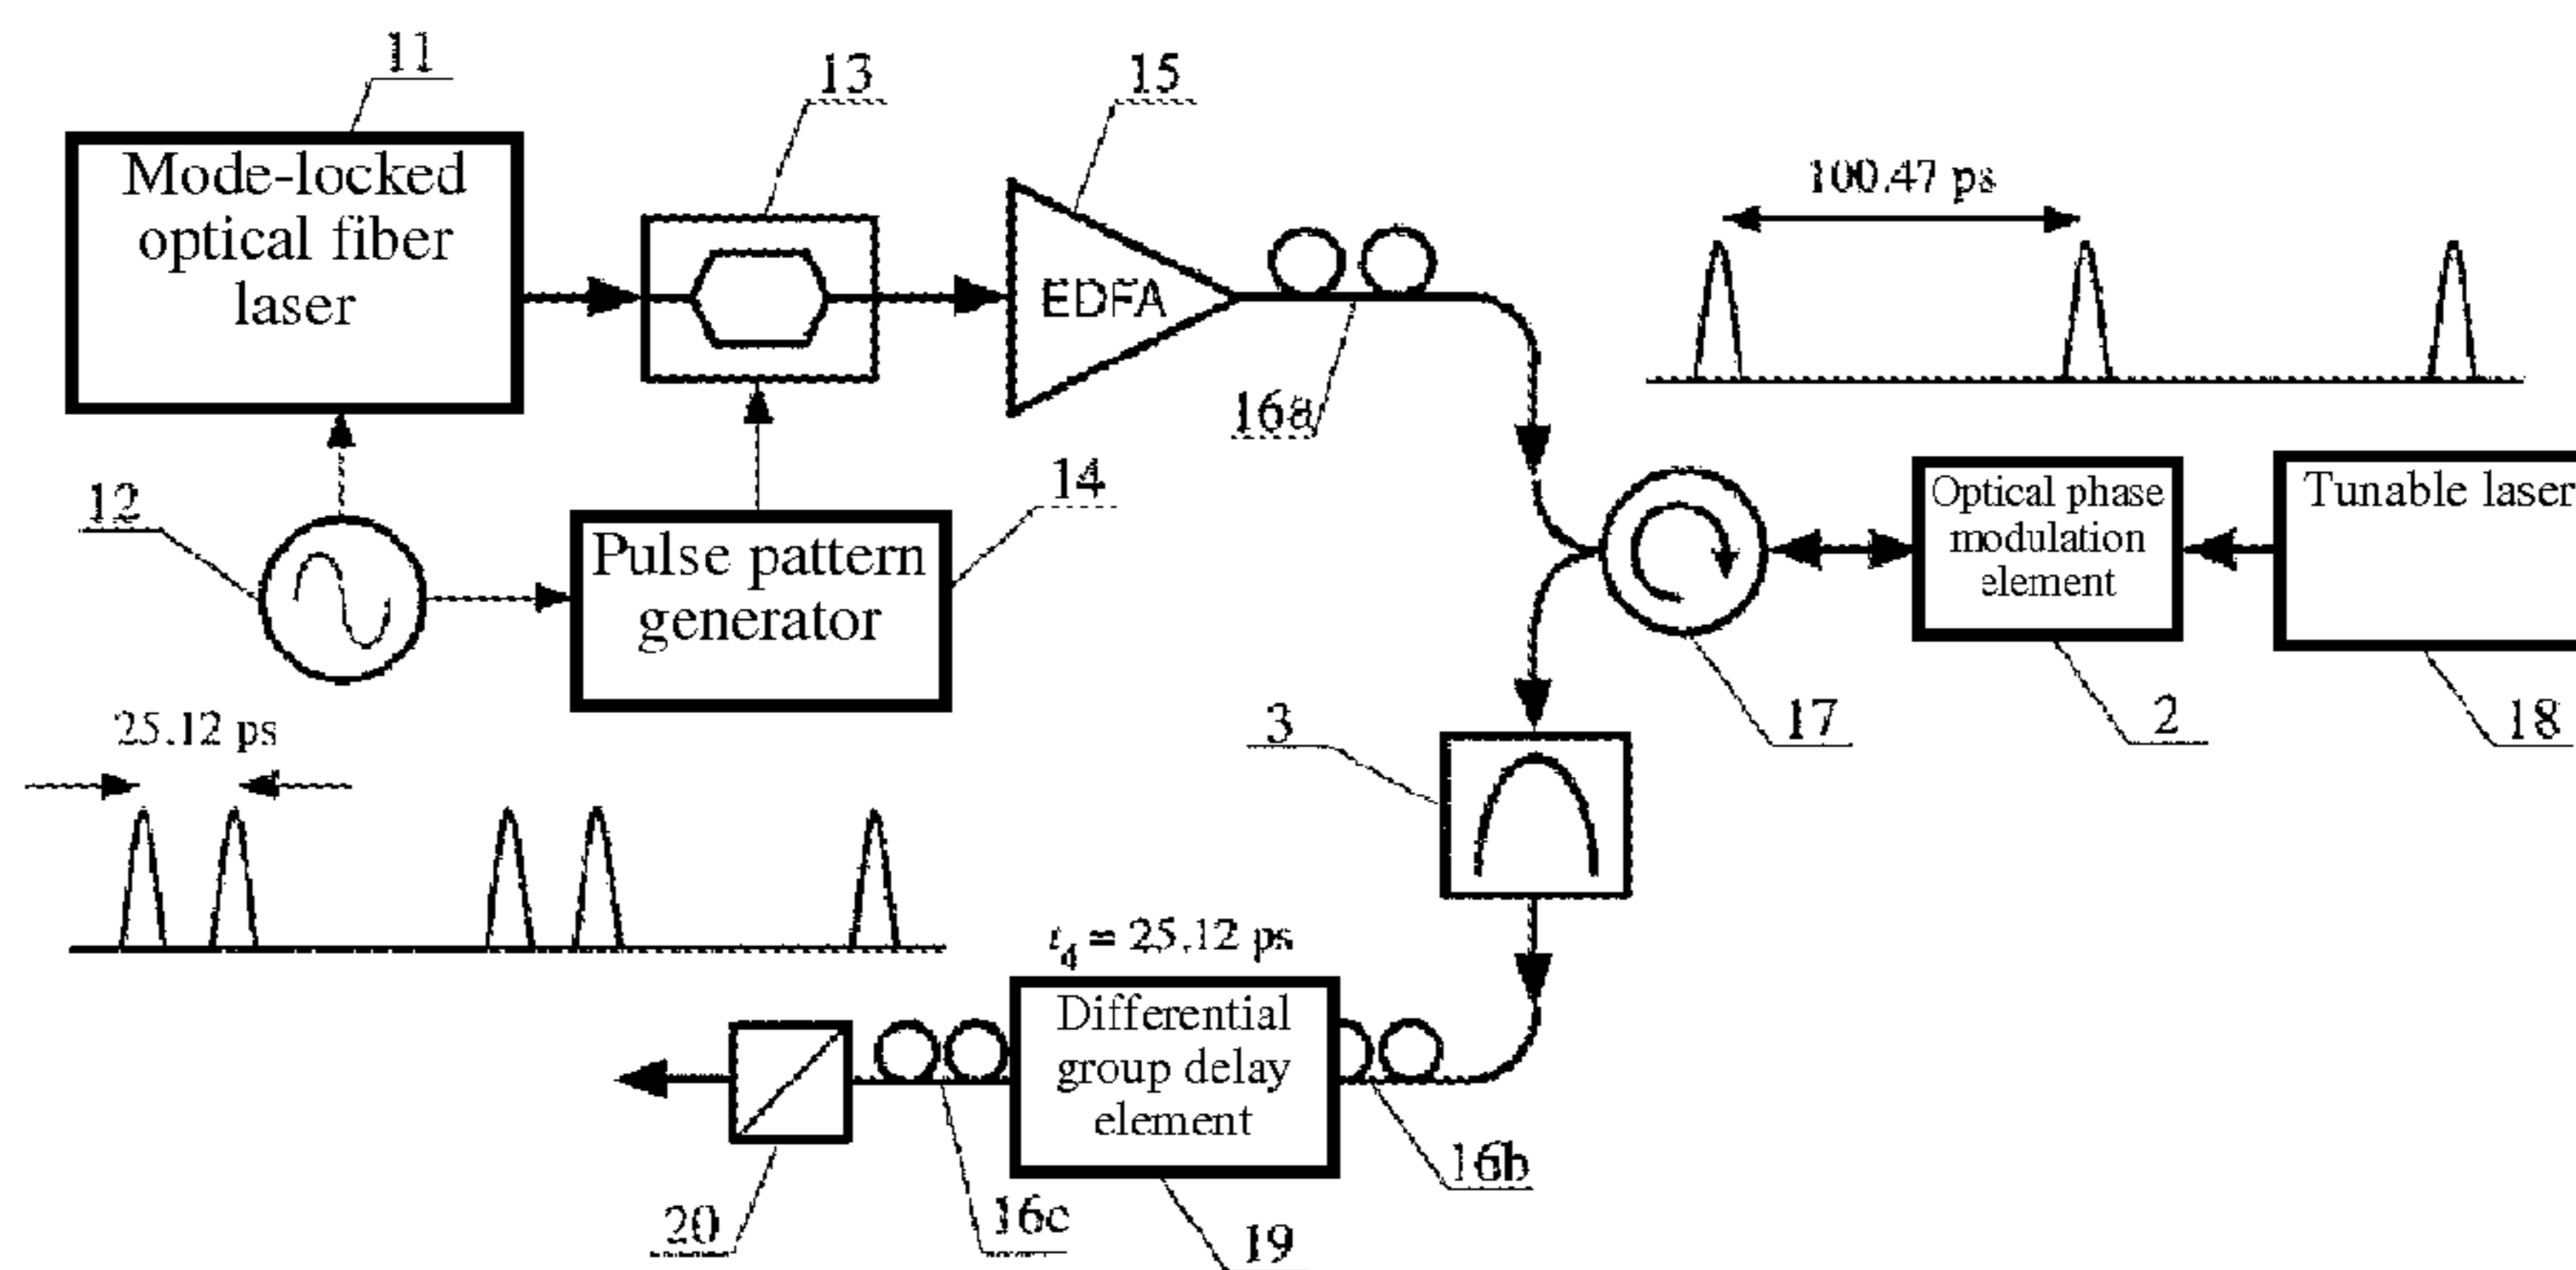 11
13
15
Mode-locked
optical fiber
laser
EDFA
100.47 ps
16a
12
14
Pulse pattern
generator
Optical phase
modulation
element
Tunable laser
25.12 ps
3
17
2
18
t4 = 25.12 ps
Differential
group delay
element
16b
20
16c
19